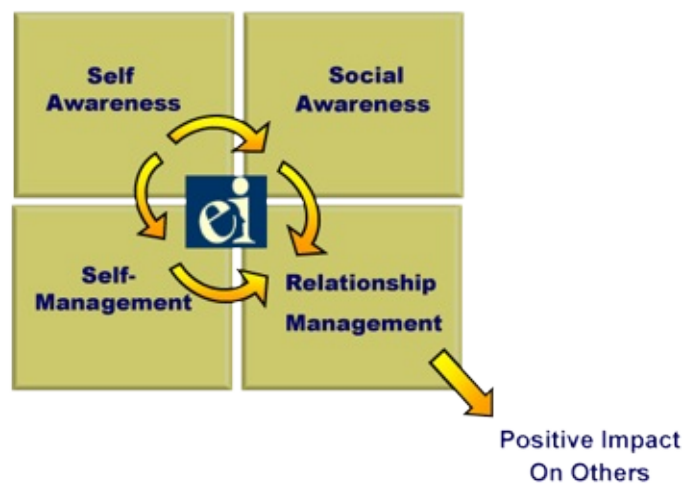 Self
Awareness
Social
Awareness
ei
Self-
Management
Relationship
Management
Positive Impact
On Others